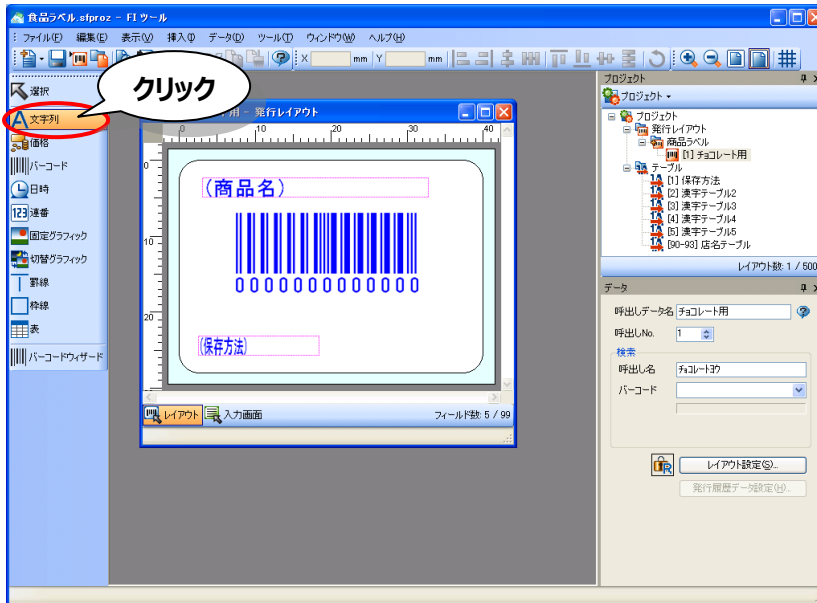 食品ラベル.sfproz - FI ツール
ファイル(F) 編集(E) 表示(V) 挿入(I) データ(D) ツール(T) ウィンドウ(W) ヘルプ(H)
X mm Y mm
クリック
選択
文字列
価格
バーコード
日時
連番
固定グラフィック
切替グラフィック
罫線
枠線
表
バーコードウィザード
用 - 発行レイアウト
0 10 20 30 40
0
10
20
(商品名)
0000000000000
(保存方法)
レイアウト 入力画面 フィールド数: 5 / 99
プロジェクト
プロジェクト
プロジェクト
発行レイアウト
商品ラベル
[1] チョコレート用
テーブル
[1] 保存方法
[2] 漢字テーブル2
[3] 漢字テーブル3
[4] 漢字テーブル4
[5] 漢字テーブル5
[90-93] 店名テーブル
レイアウト数: 1 / 500
データ
呼出しデータ名 チョコレート用
呼出しNo. 1
検索
呼出し名 チョコレートヨウ
バーコード
レイアウト設定(S)...
発行履歴データ設定(H)...